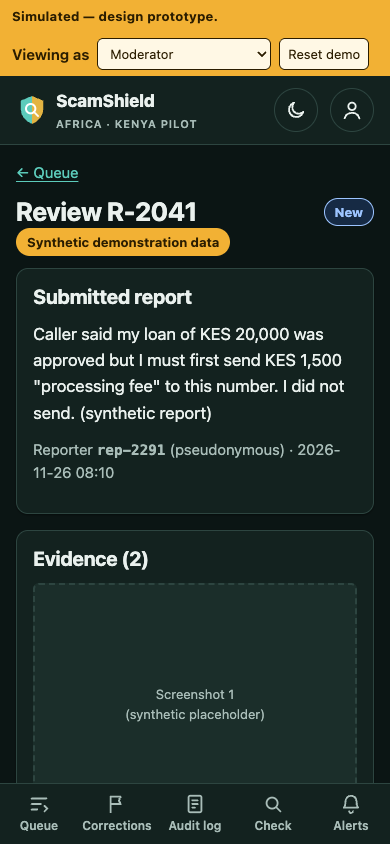 Simulated — design prototype.
Viewing as
Moderator
Reset demo
ScamShield
AFRICA · KENYA PILOT
← Queue
Review R-2041
New
Synthetic demonstration data
Submitted report
Caller said my loan of KES 20,000 was
approved but I must first send KES 1,500
"processing fee" to this number. I did not
send. (synthetic report)
Reporter rep-2291 (pseudonymous) · 2026-
11-26 08:10
Evidence (2)
Screenshot 1
(synthetic placeholder)
Queue
Corrections
Audit log
Check
Alerts